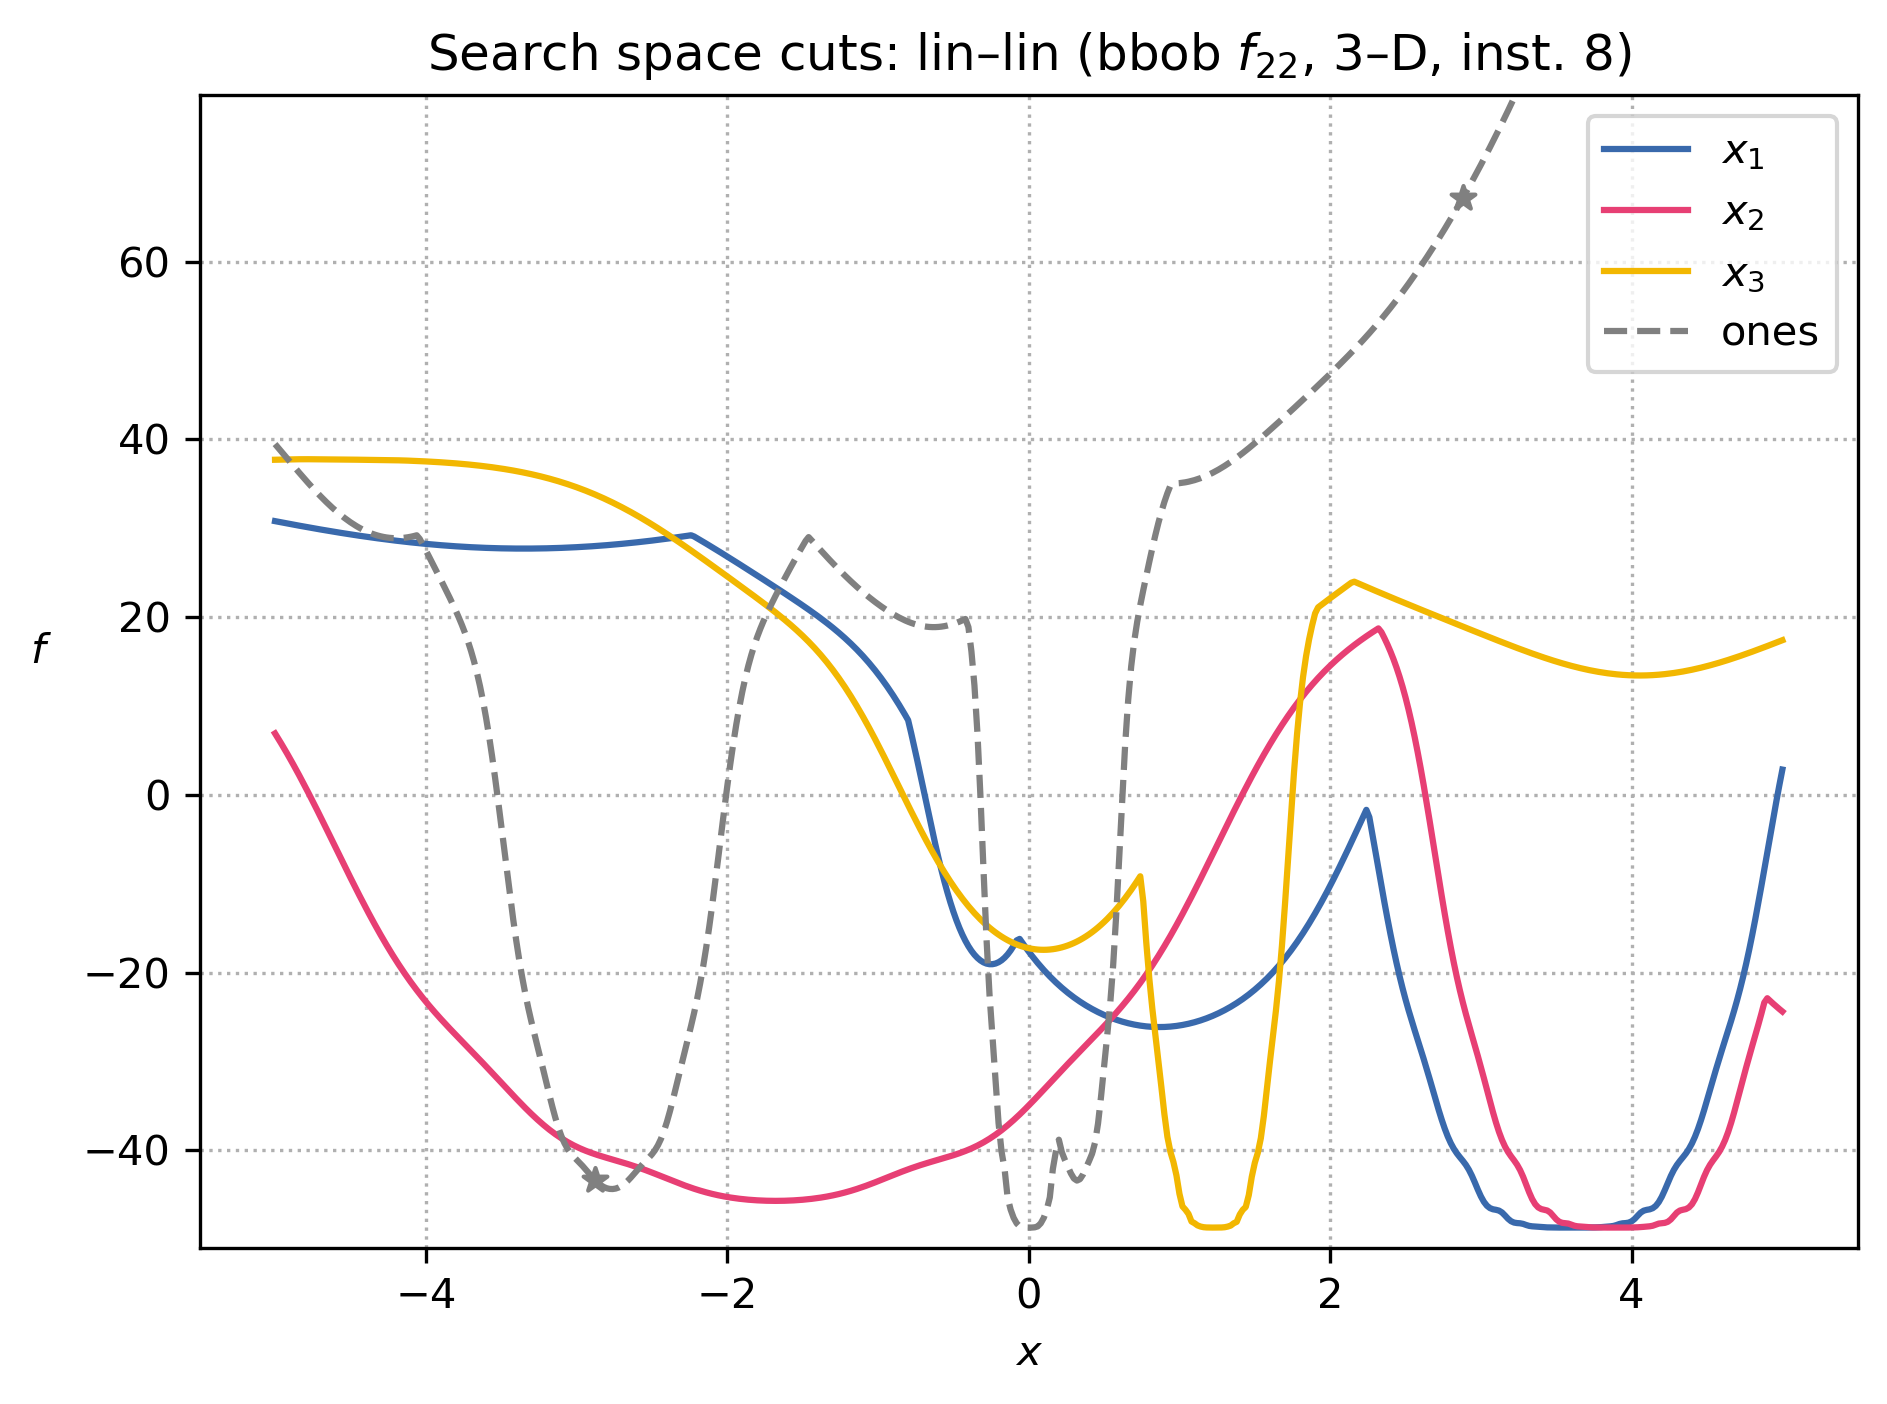 Search space cuts: lin–lin (bbob f22, 3–D, inst. 8)
x1
x2
x3
ones
60
40
20
0
−20
−40
f
−4 −2 0 2 4
x